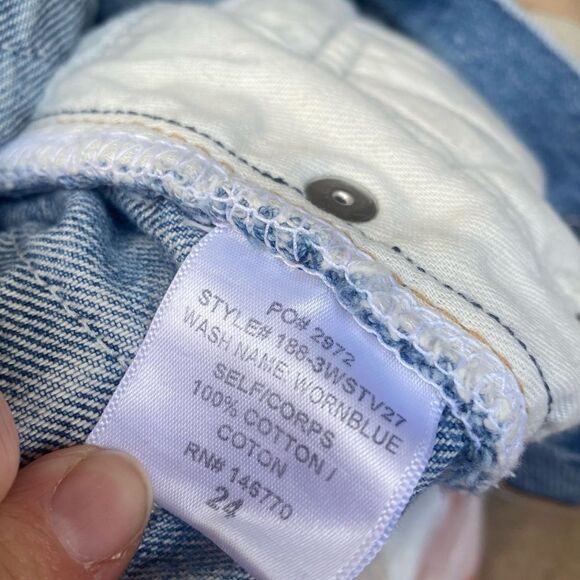 PO# 2972
STYLE# 188-3WSTV27
WASH NAME: WORNBLUE
SELF/CORPS
100% COTTON /
COTON
RN# 146770
24